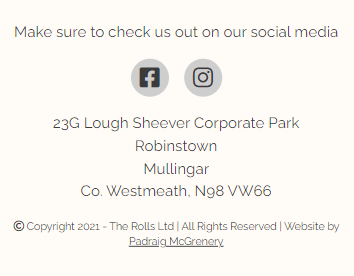 Make sure to check us out on our social media
23G Lough Sheever Corporate Park
Robinstown
Mullingar
Co. Westmeath, N98 VW66
© Copyright 2021 - The Rolls Ltd | All Rights Reserved | Website by
Padraig McGrenery